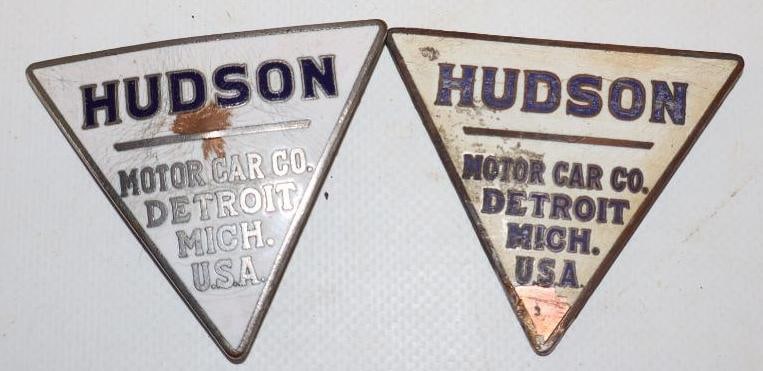 HUDSON
MOTOR CAR CO.
DETROIT
MICH.
U.S.A.
HUDSON
MOTOR CAR CO.
DETROIT
MICH.
U.S.A.